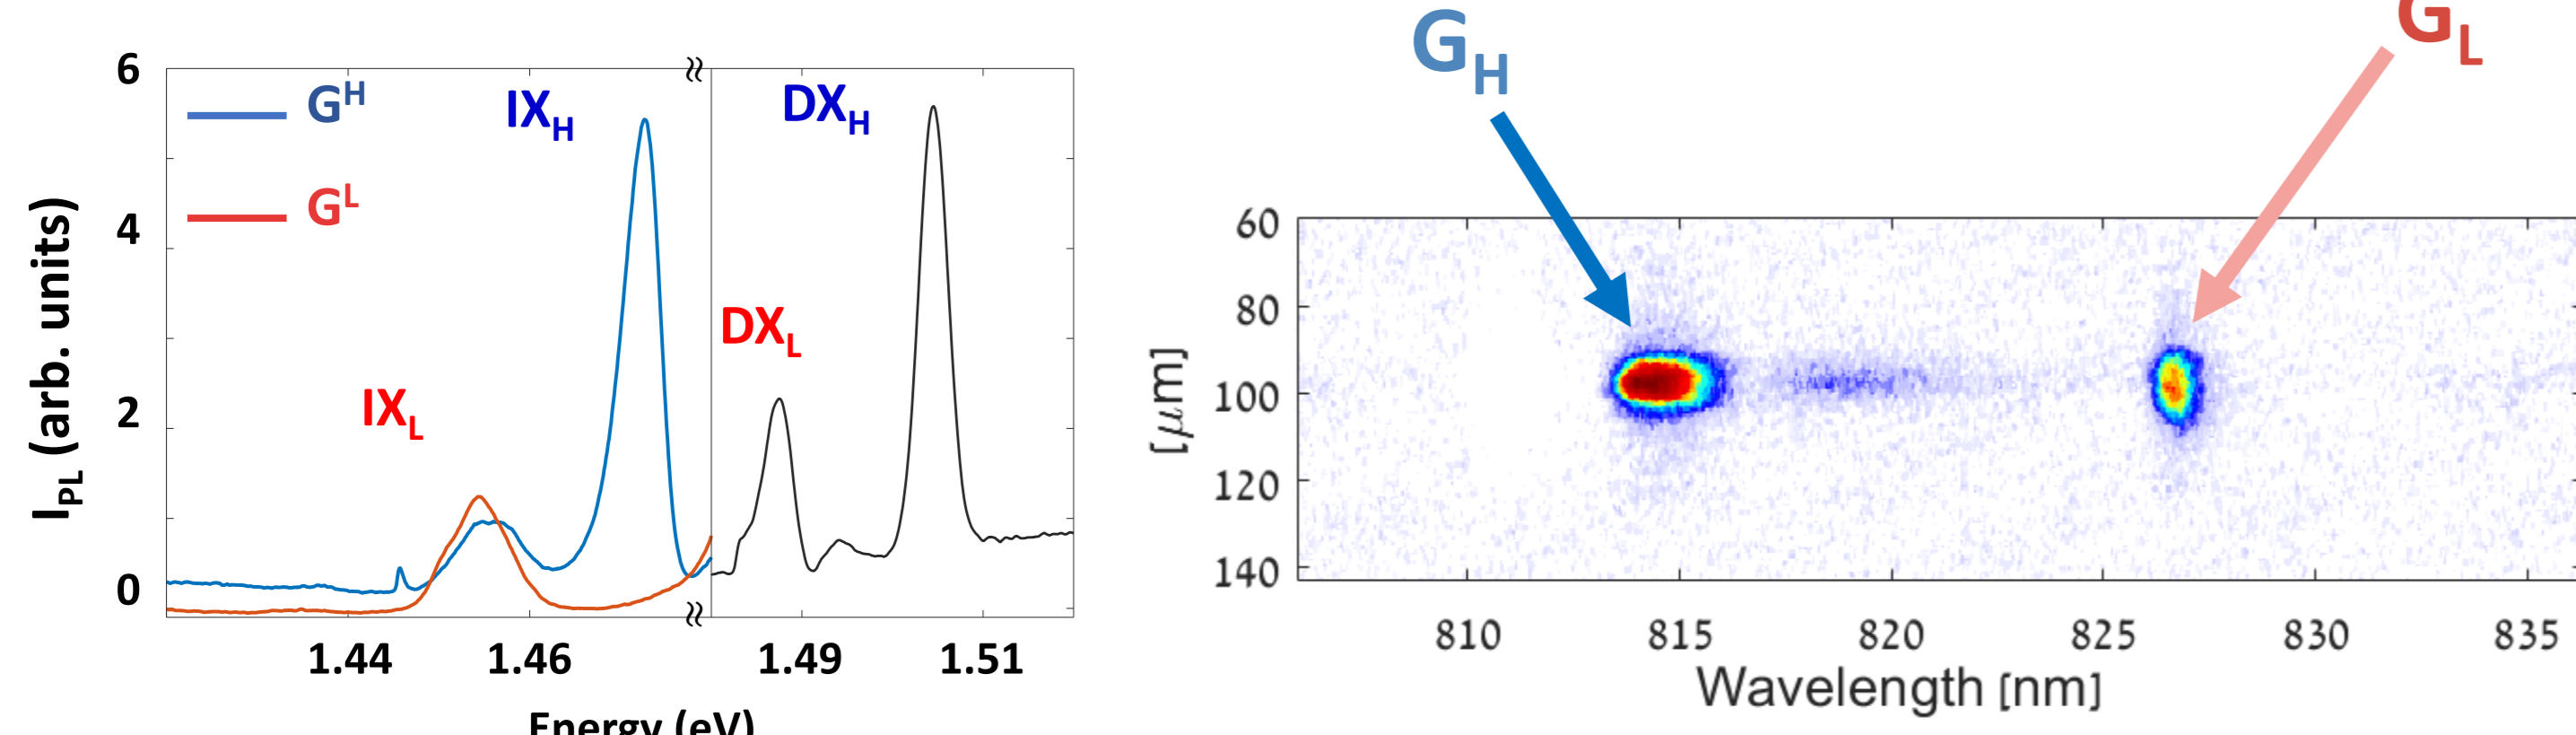 6
4
2
0
I_PL (arb. units)
G^H
G^L
IX_H
DX_H
IX_L
DX_L
1.44 1.46 1.49 1.51
Energy (eV)
G_H
G_L
60
80
100
120
140
[μm]
810 815 820 825 830 835
Wavelength [nm]